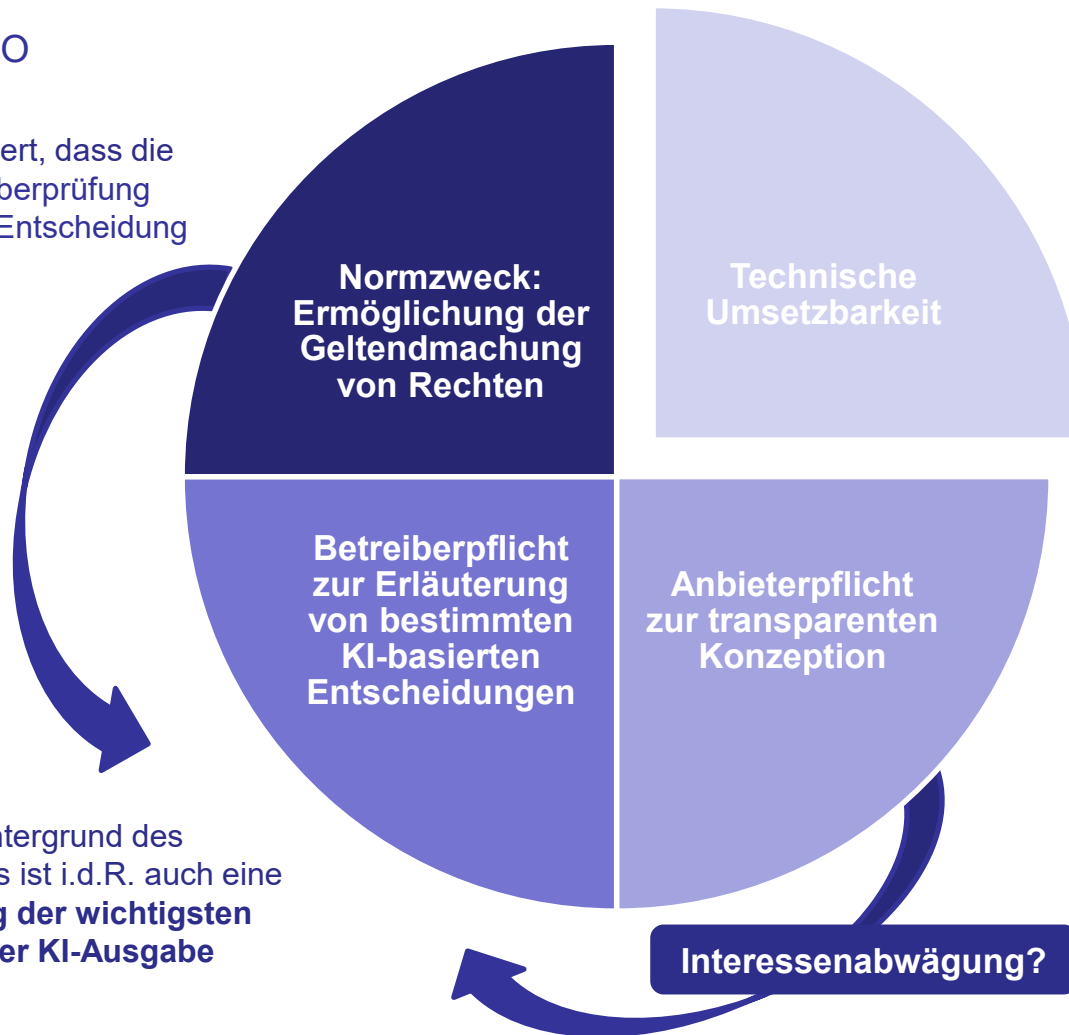 O
ert, dass die
berprüfung
Entscheidung
Normzweck:
Ermöglichung der
Geltendmachung
von Rechten
Technische
Umsetzbarkeit
Betreiberpflicht
zur Erläuterung
von bestimmten
KI-basierten
Entscheidungen
Anbieterpflicht
zur transparenten
Konzeption
ntergrund des
s ist i.d.R. auch eine
g der wichtigsten
er KI-Ausgabe
Interessenabwägung?